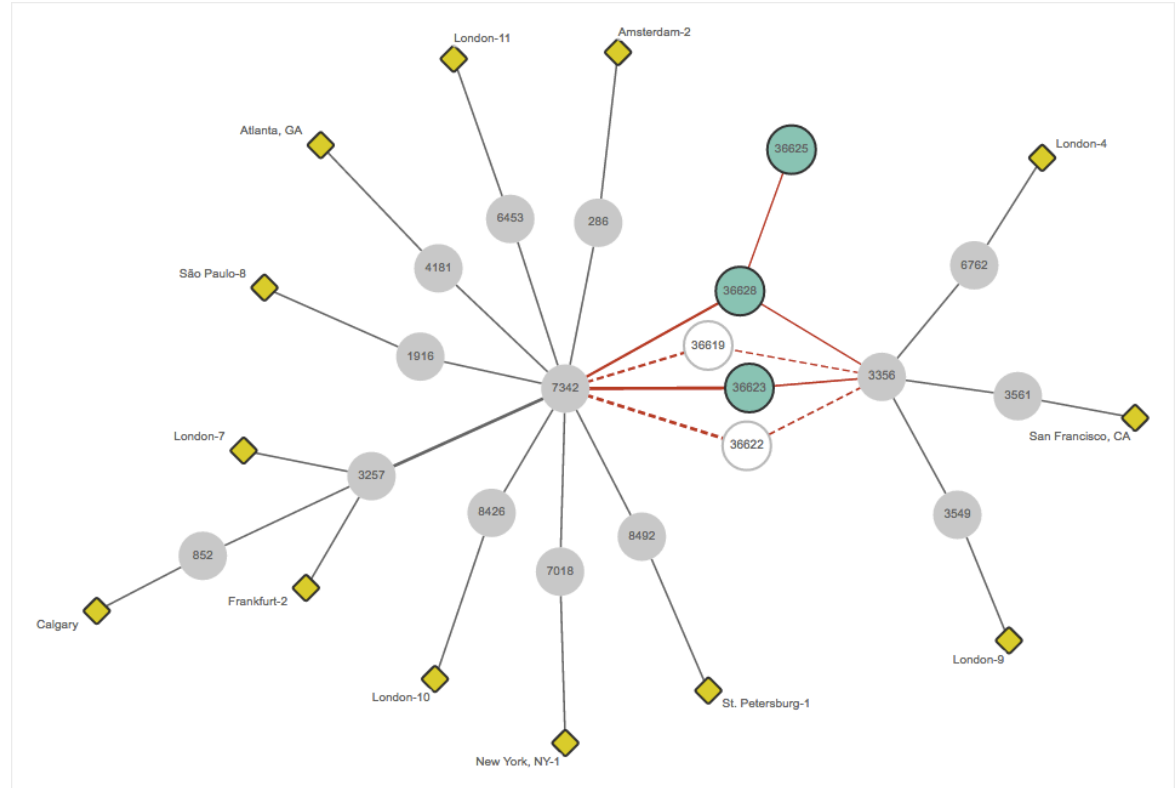 London-11
Amsterdam-2
Atlanta, GA
36625
London-4
6453
286
4181
6762
São Paulo-8
36628
36619
1916
3356
7342
36623
3561
San Francisco, CA
London-7
36622
3257
8426
3549
8492
852
7018
Frankfurt-2
Calgary
London-9
London-10
St. Petersburg-1
New York, NY-1